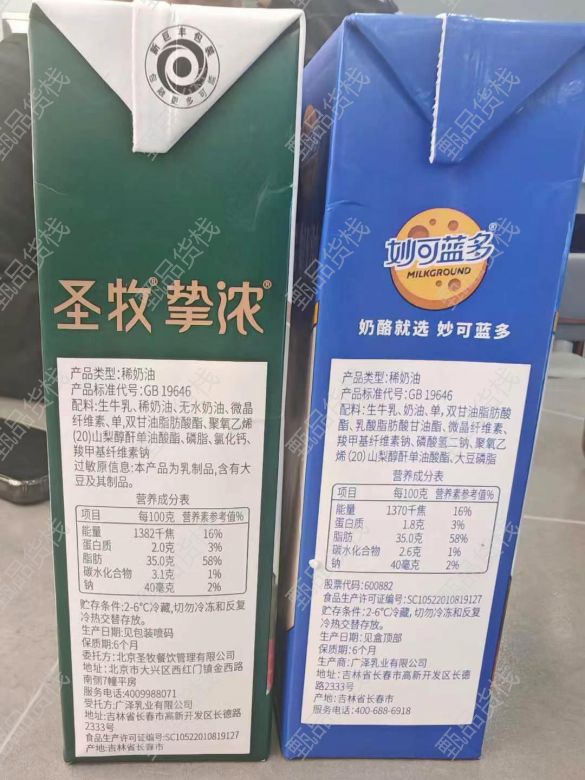 新巨丰包装
包装更多可能
圣牧®挚浓®
产品类型:稀奶油
产品标准代号:GB 19646
配料:生牛乳、稀奶油、无水奶油、微晶
纤维素、单,双甘油脂肪酸酯、聚氧乙烯
(20)山梨醇酐单油酸酯、磷脂、氯化钙、
羧甲基纤维素钠
过敏原信息:本产品为乳制品,含有大
豆及其制品。
营养成分表
项目 每100克 营养素参考值%
能量 1382千焦 16%
蛋白质 2.0克 3%
脂肪 35.0克 58%
碳水化合物 3.1克 1%
钠 40毫克 2%
贮存条件:2-6℃冷藏,切勿冷冻和反复
冷热交替存放。
生产日期:见包装喷码
保质期:6个月
委托方:北京圣牧餐饮管理有限公司
地址:北京市大兴区西红门镇金西路
南侧7幢平房
服务电话:4009988071
受托方:广泽乳业有限公司
地址:吉林省长春市高新开发区长德路
2333号
食品生产许可证编号:SC10522010819127
产地:吉林省长春市
妙可蓝多®
MILKGROUND
奶酪就选 妙可蓝多
产品类型:稀奶油
产品标准代号:GB 19646
配料:生牛乳、奶油、单,双甘油脂肪酸
酯、乳酸脂肪酸甘油酯、微晶纤维素、
羧甲基纤维素钠、磷酸氢二钠、聚氧乙
烯(20)山梨醇酐单油酸酯、大豆磷脂
营养成分表
项目 每100克 营养素参考值%
能量 1370千焦 16%
蛋白质 1.8克 3%
脂肪 35.0克 58%
碳水化合物 2.6克 1%
钠 40毫克 2%
股票代码:600882
食品生产许可证编号:SC10522010819127
贮存条件:2-6℃冷藏,切勿冷冻和反复
冷热交替存放。
生产日期:见盒顶部
保质期:6个月
生产商:广泽乳业有限公司
地址:吉林省长春市高新开发区长德
路2333号
产地:吉林省长春市
服务电话:400-688-6918
甄品货栈